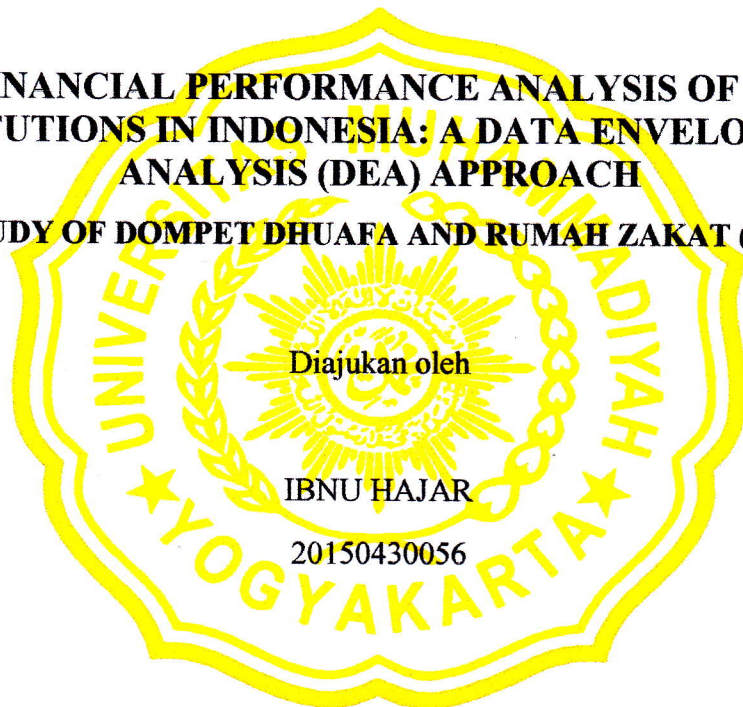 NANCIAL PERFORMANCE ANALYSIS OF
TUTIONS IN INDONESIA: A DATA ENVELO
ANALYSIS (DEA) APPROACH
UDY OF DOMPET DHUAFA AND RUMAH ZAKAT (
Diajukan oleh
IBNU HAJAR
20150430056
UNIVERSITAS MUHAMMADIYAH
YOGYAKARTA